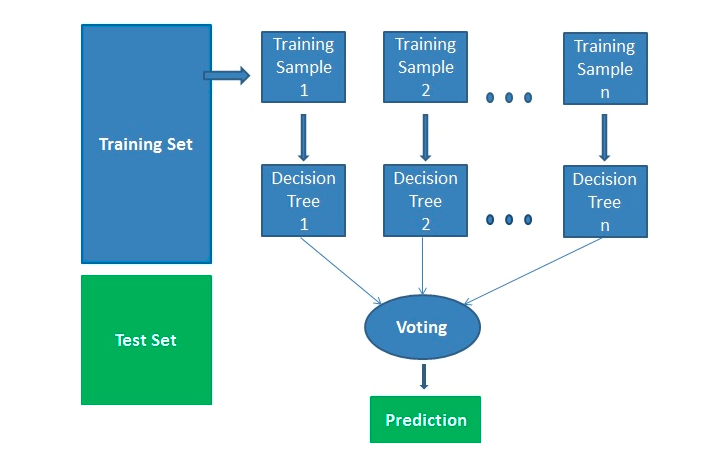 Training
Sample
1
Training
Sample
2
Training
Sample
n
Training Set
Decision
Tree
1
Decision
Tree
2
Decision
Tree
n
Test Set
Voting
Prediction